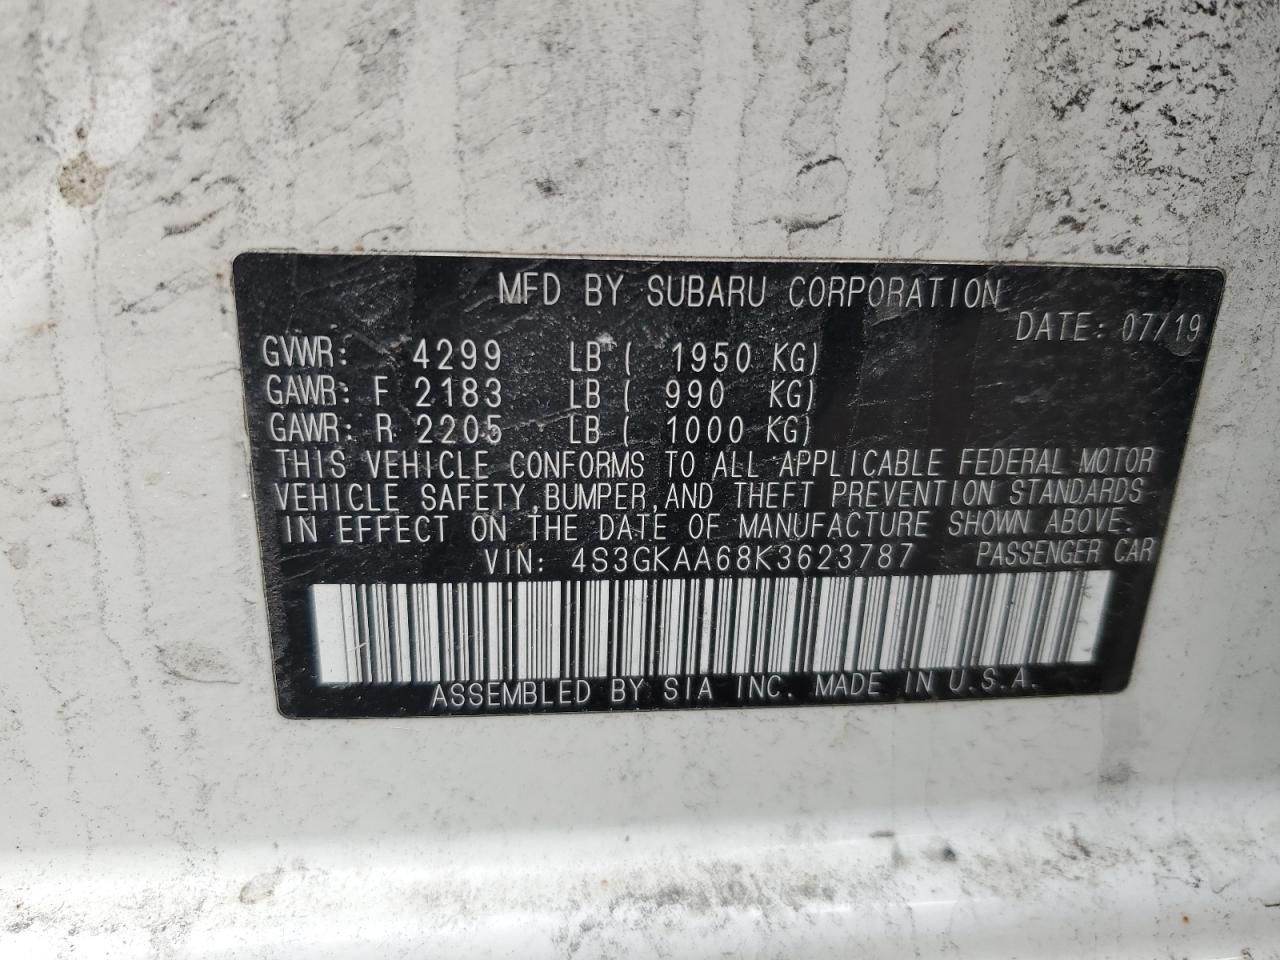 MFD BY SUBARU CORPORATION
DATE: 07/19
GVWR: 4299 LB ( 1950 KG)
GAWR: F 2183 LB ( 990 KG)
GAWR: R 2205 LB ( 1000 KG)
THIS VEHICLE CONFORMS TO ALL APPLICABLE FEDERAL MOTOR
VEHICLE SAFETY,BUMPER,AND THEFT PREVENTION STANDARDS
IN EFFECT ON THE DATE OF MANUFACTURE SHOWN ABOVE.
VIN: 4S3GKAA68K3623787 PASSENGER CAR
ASSEMBLED BY SIA INC. MADE IN U.S.A.